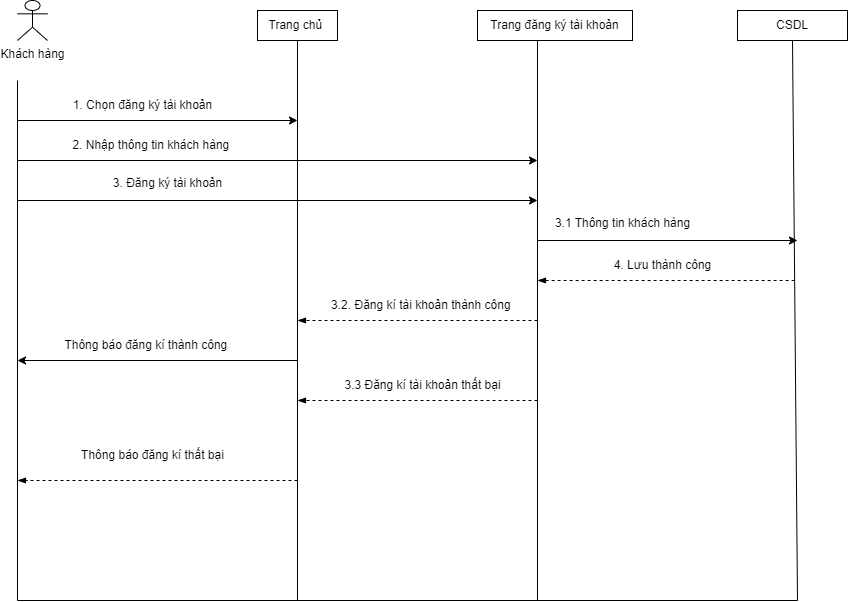 Khách hàng
Trang chủ
Trang đăng ký tài khoản
CSDL
1. Chọn đăng ký tài khoản
2. Nhập thông tin khách hàng
3. Đăng ký tài khoản
3.1 Thông tin khách hàng
4. Lưu thành công
3.2. Đăng kí tài khoản thành công
Thông báo đăng kí thành công
3.3 Đăng kí tài khoản thất bại
Thông báo đăng kí thất bại